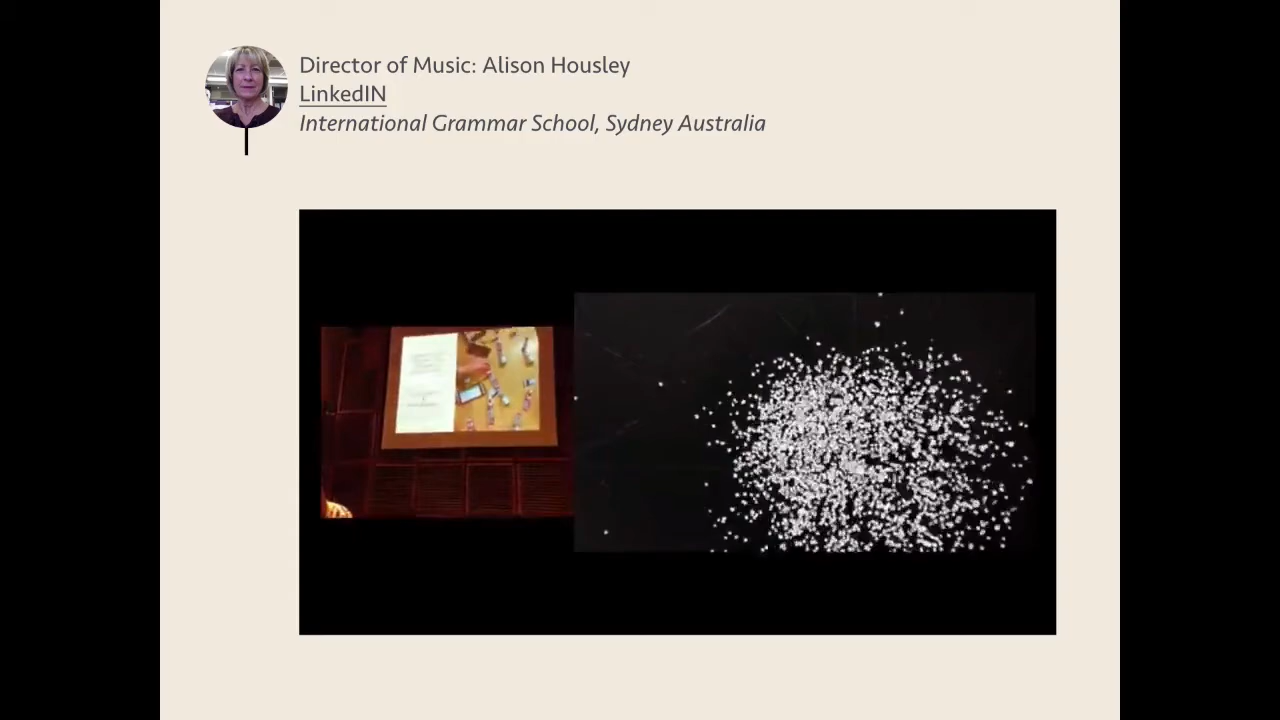 Director of Music: Alison Housley
LinkedIN
International Grammar School, Sydney Australia